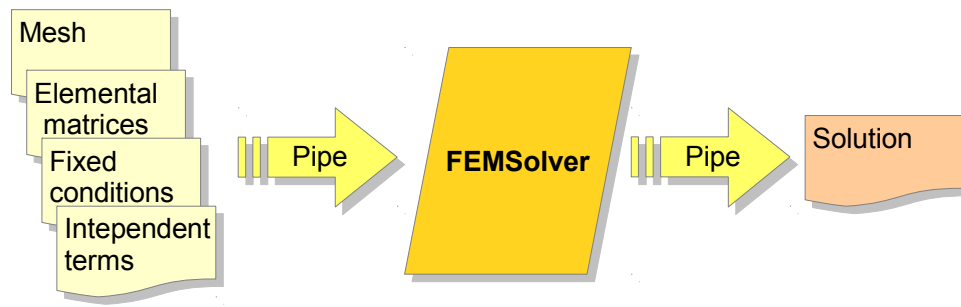 Mesh
Elemental
matrices
Fixed
conditions
Intependent
terms
Pipe
FEMSolver
Pipe
Solution